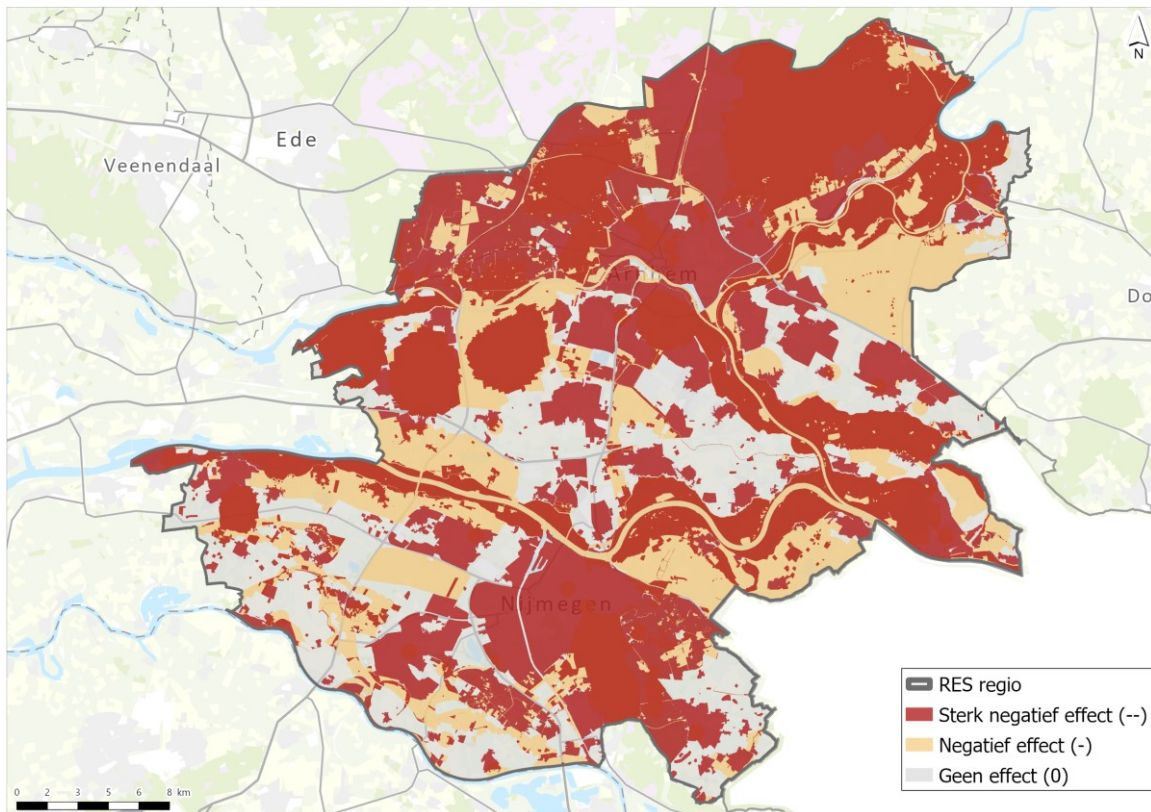 N
Ede
Veenendaal
Arnhem
Do
Nijmegen
RES regio
Sterk negatief effect (--)
Negatief effect (-)
Geen effect (0)
0 2 3 5 6 8 km